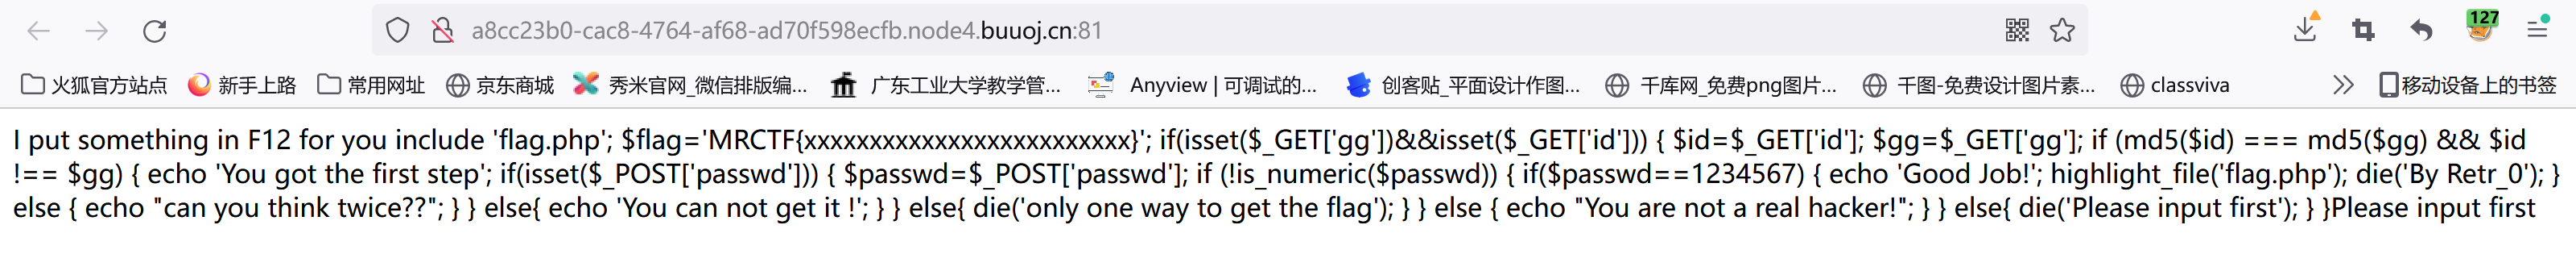 a8cc23b0-cac8-4764-af68-ad70f598ecfb.node4.buuoj.cn:81
127
火狐官方站点 新手上路 常用网址 京东商城 秀米官网_微信排版编... 广东工业大学教学管... Anyview | 可调试的... 创客贴_平面设计作图... 千库网_免费png图片... 千图-免费设计图片素... classviva 移动设备上的书签
I put something in F12 for you include 'flag.php'; $flag='MRCTF{xxxxxxxxxxxxxxxxxxxxxxxxx}'; if(isset($_GET['gg'])&&isset($_GET['id'])) { $id=$_GET['id']; $gg=$_GET['gg']; if (md5($id) === md5($gg) && $id
!== $gg) { echo 'You got the first step'; if(isset($_POST['passwd'])) { $passwd=$_POST['passwd']; if (!is_numeric($passwd)) { if($passwd==1234567) { echo 'Good Job!'; highlight_file('flag.php'); die('By Retr_0'); }
else { echo "can you think twice??"; } } else{ echo 'You can not get it !'; } } else{ die('only one way to get the flag'); } } else { echo "You are not a real hacker!"; } } else{ die('Please input first'); } }Please input first